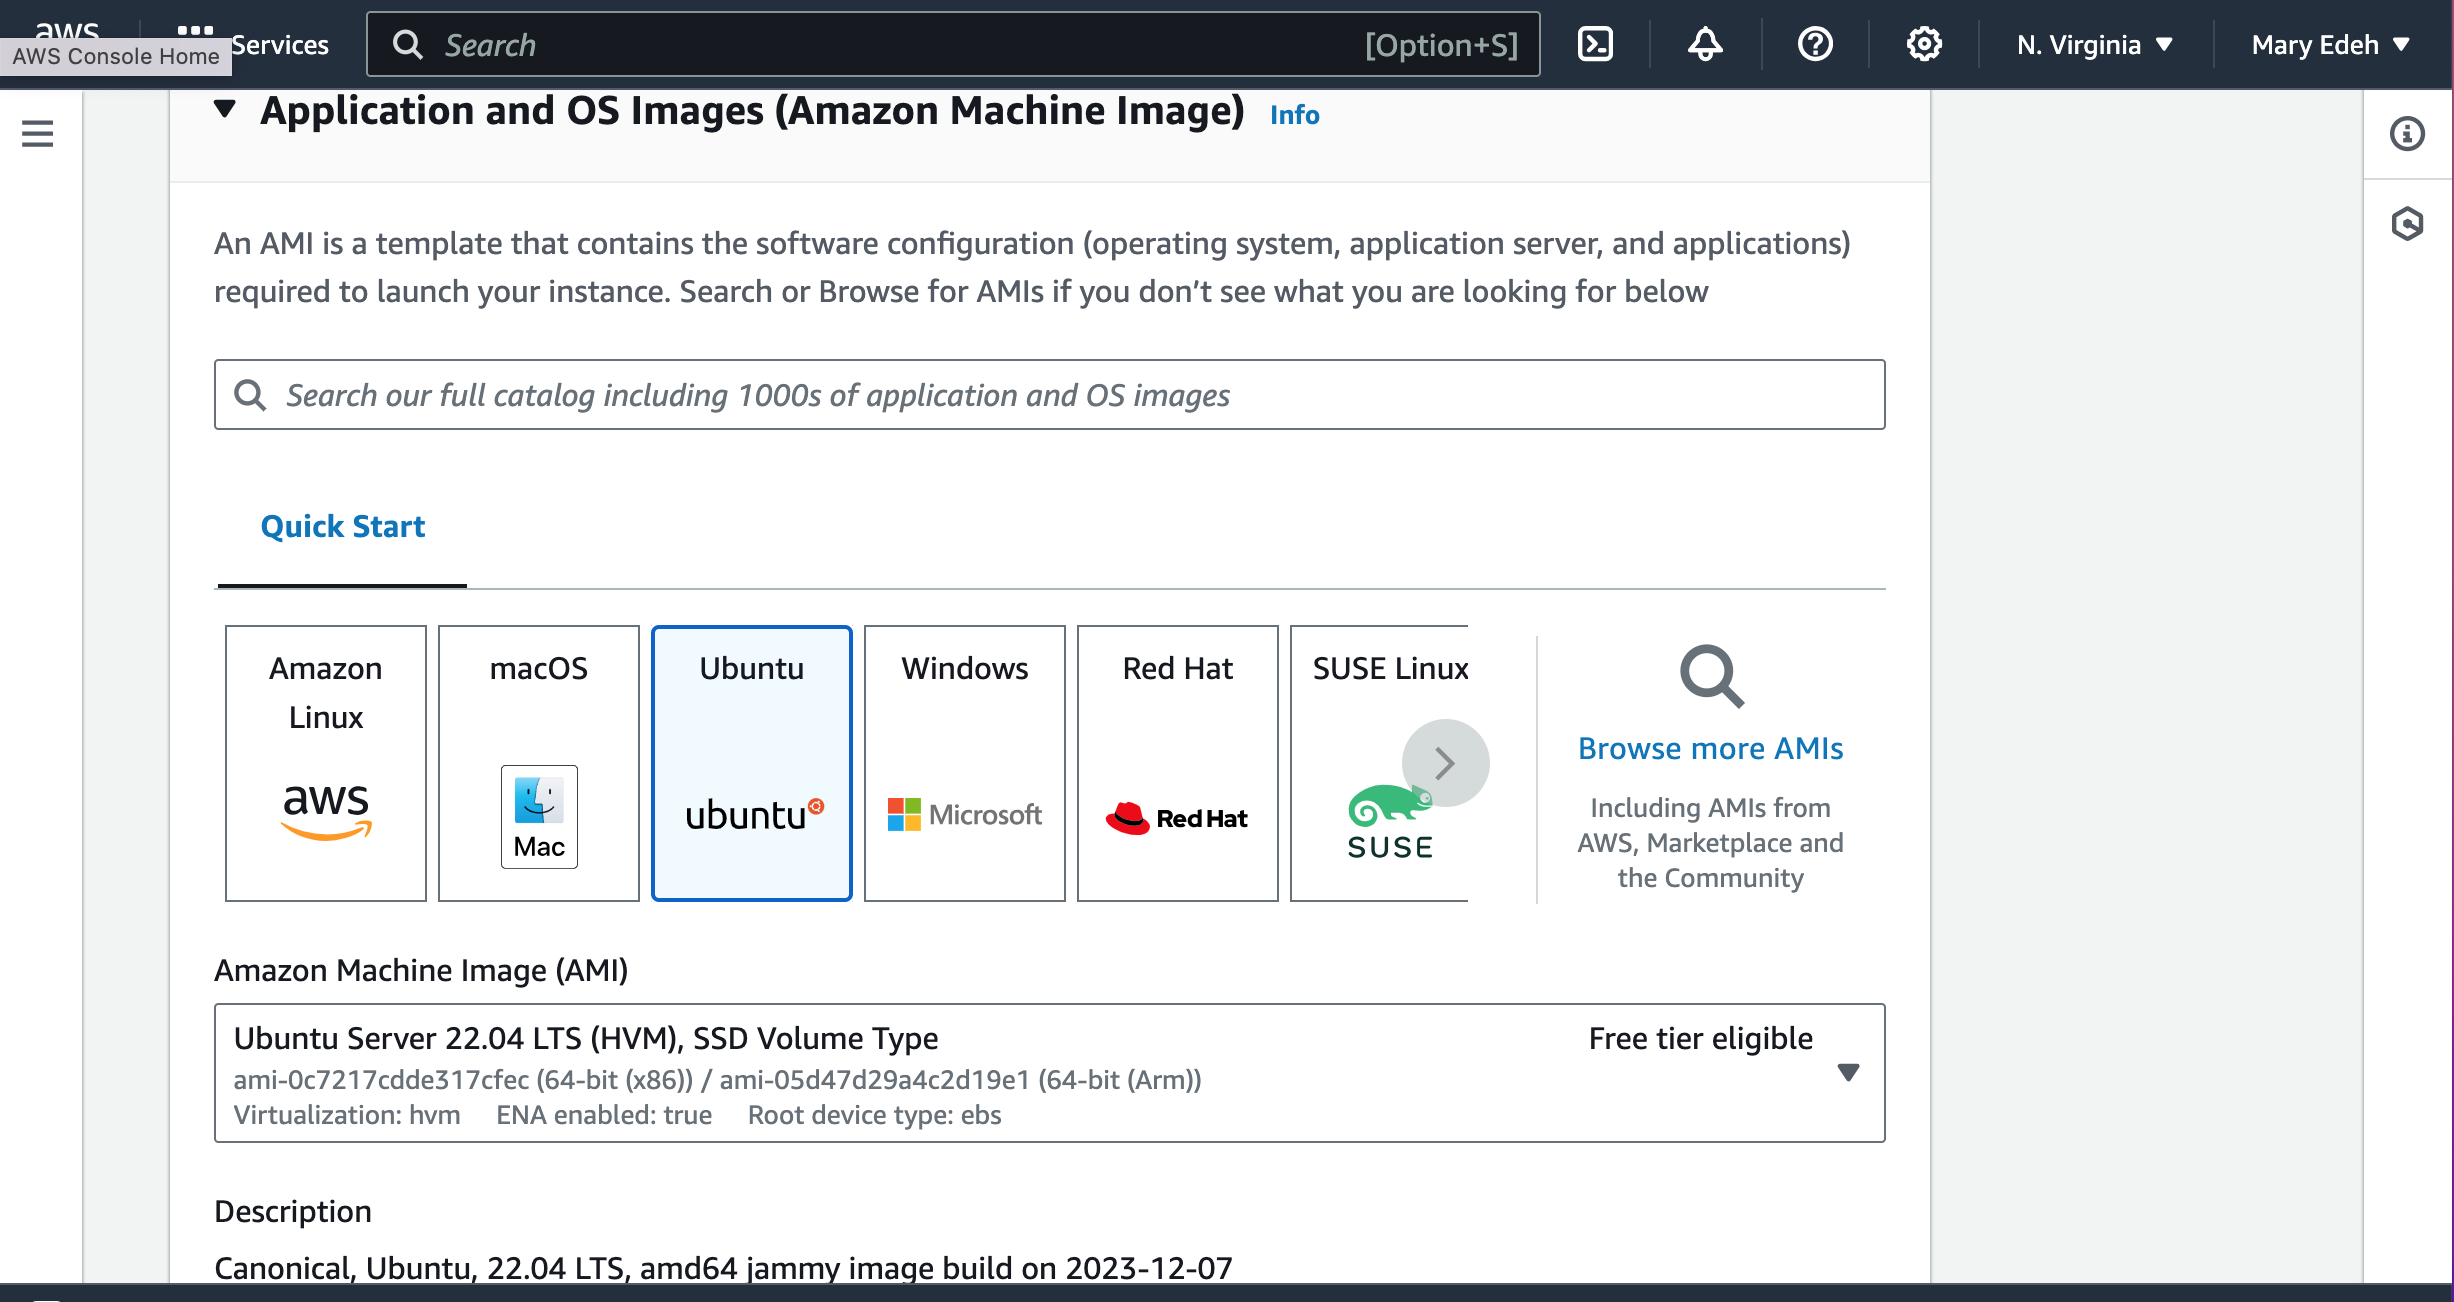 aws
AWS Console Home
Services
Search
[Option+S]
N. Virginia
Mary Edeh
Application and OS Images (Amazon Machine Image)
Info
An AMI is a template that contains the software configuration (operating system, application server, and applications)
required to launch your instance. Search or Browse for AMIs if you don’t see what you are looking for below
Search our full catalog including 1000s of application and OS images
Quick Start
Amazon
Linux
aws
macOS
Mac
Ubuntu
ubuntu
Windows
Microsoft
Red Hat
Red Hat
SUSE Linux
SUSE
Browse more AMIs
Including AMIs from
AWS, Marketplace and
the Community
Amazon Machine Image (AMI)
Ubuntu Server 22.04 LTS (HVM), SSD Volume Type
Free tier eligible
ami-0c7217cdde317cfec (64-bit (x86)) / ami-05d47d29a4c2d19e1 (64-bit (Arm))
Virtualization: hvm ENA enabled: true Root device type: ebs
Description
Canonical, Ubuntu, 22.04 LTS, amd64 jammy image build on 2023-12-07